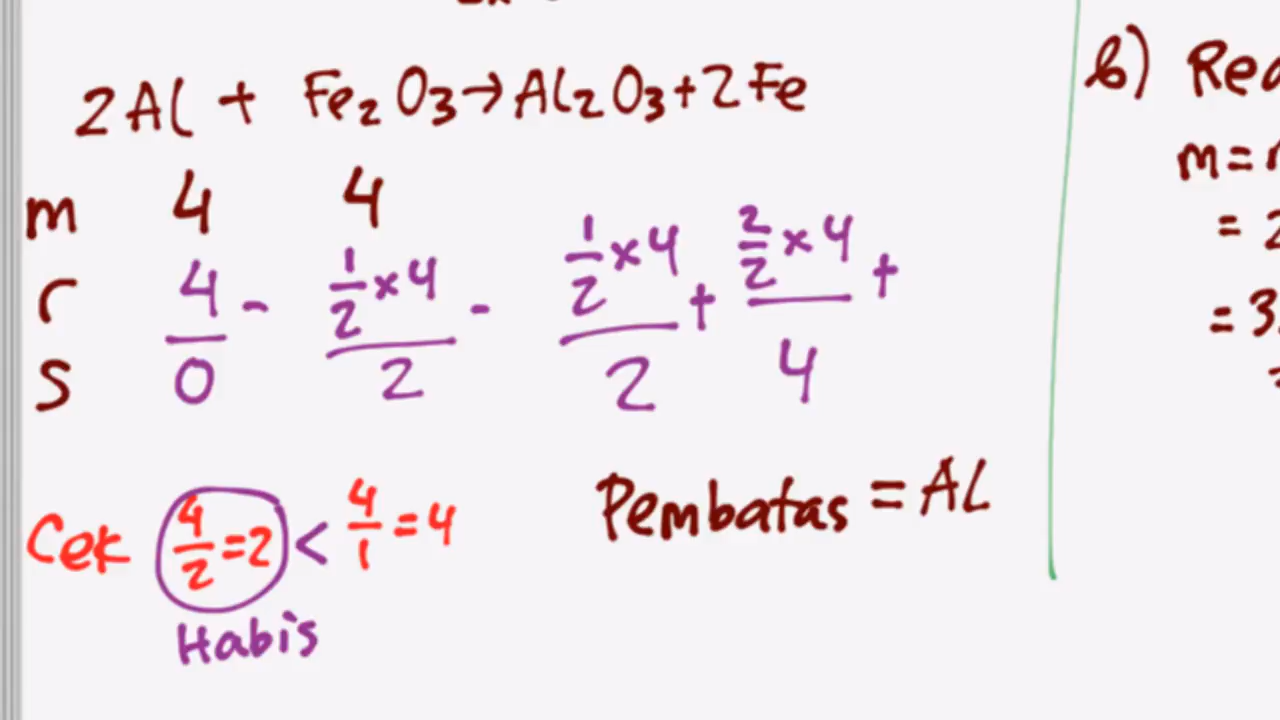 2Al + Fe₂O₃ → Al₂O₃ + 2Fe
m 4 4
r 4 - 1/2 × 4 - 1/2 × 4 + 2/2 × 4 +
s 0 2 2 4
Cek 4/2 = 2 < 4/1 = 4
Habis
Pembatas = AL
b)
m =
= 2
= 3